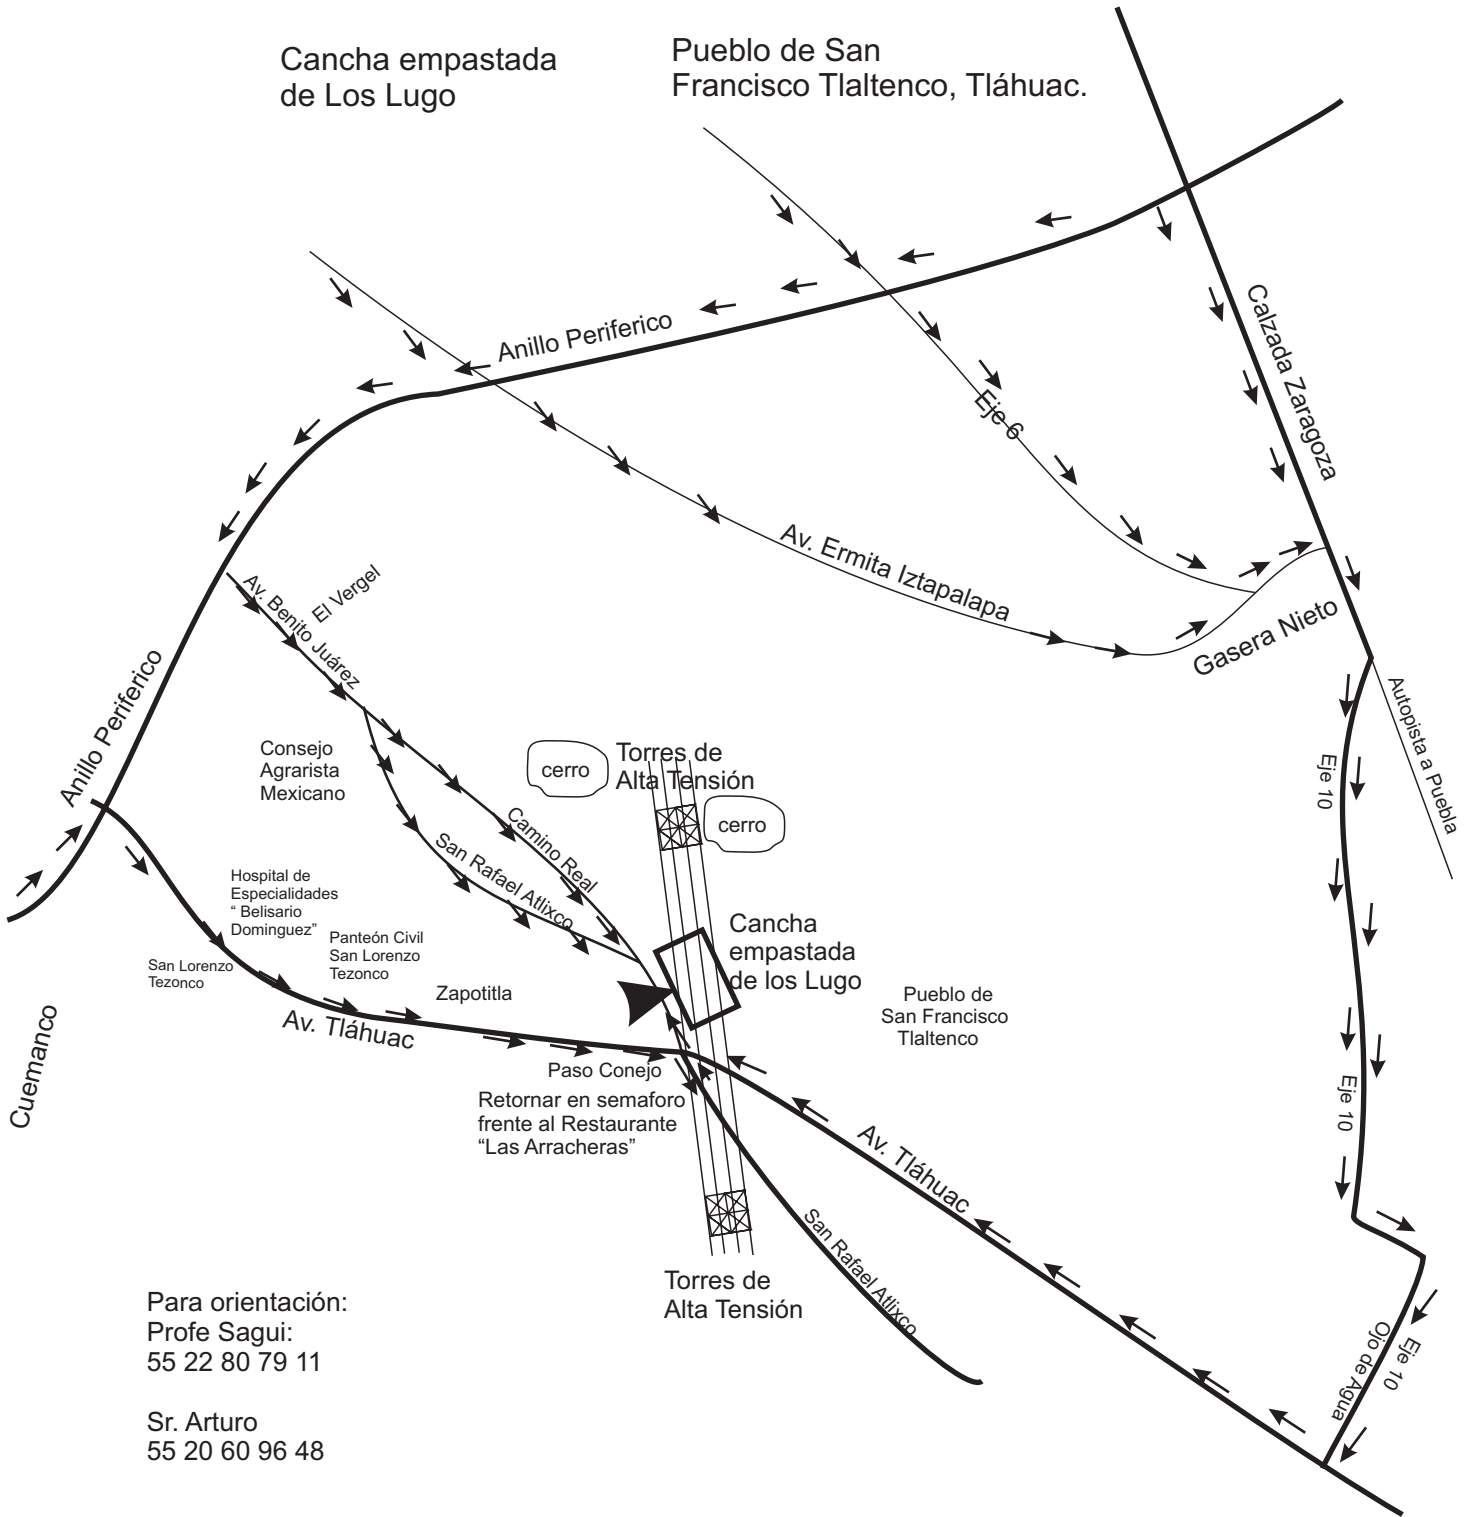 Cancha empastada
de Los Lugo
Pueblo de San
Francisco Tlaltenco, Tláhuac.
Anillo Periferico
Calzada Zaragoza
Eje 6
Av. Ermita Iztapalapa
Gasera Nieto
Autopista a Puebla
Av. Benito Juárez
El Vergel
Anillo Periferico
Consejo
Agrarista
Mexicano
cerro
Torres de
Alta Tensión
cerro
Eje 10
Camino Real
San Rafael Atlixco
Hospital de
Especialidades
“ Belisario
Dominguez”
Panteón Civil
San Lorenzo
Tezonco
San Lorenzo
Tezonco
Zapotitla
Cancha
empastada
de los Lugo
Pueblo de
San Francisco
Tlaltenco
Cuemanco
Av. Tláhuac
Paso Conejo
Retornar en semaforo
frente al Restaurante
“Las Arracheras”
Eje 10
Av. Tláhuac
San Rafael Atlixco
Torres de
Alta Tensión
Ojo de Agua
Eje 10
Para orientación:
Profe Sagui:
55 22 80 79 11
Sr. Arturo
55 20 60 96 48